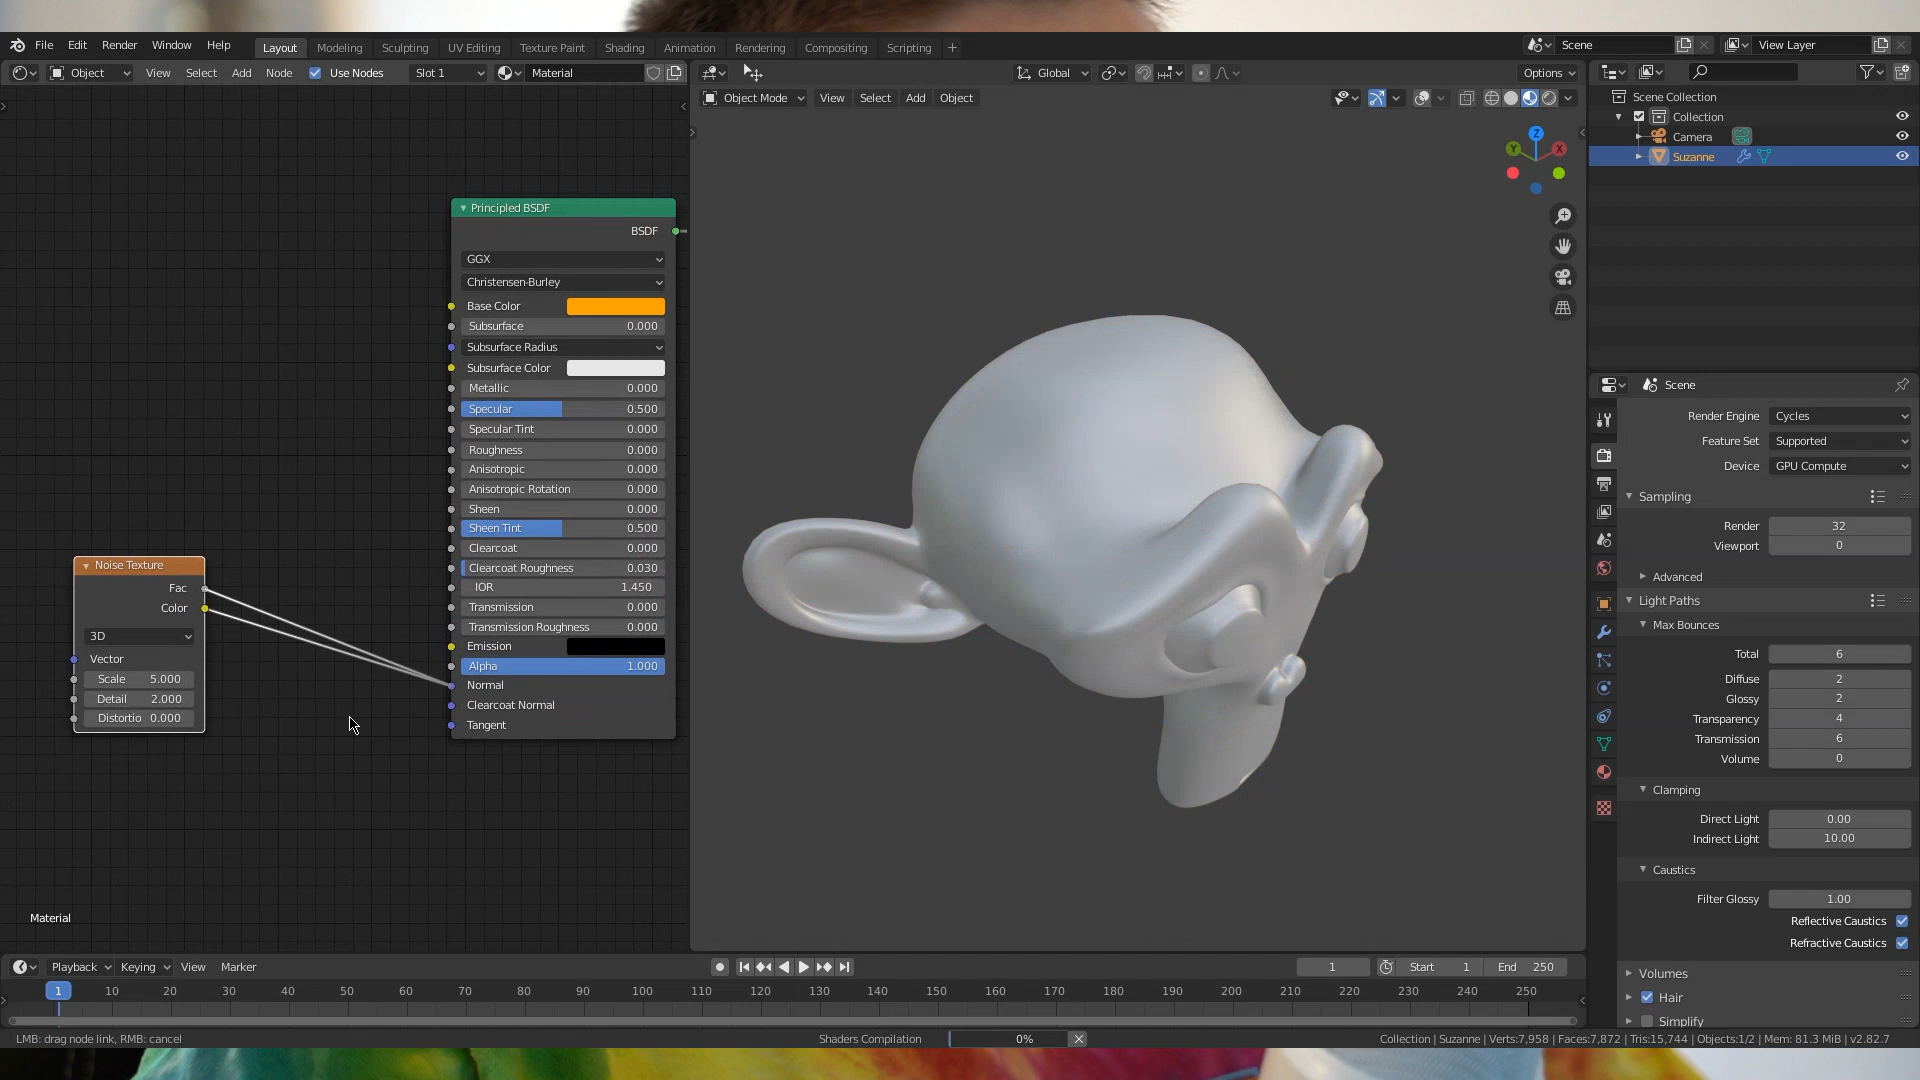 File Edit Render Window Help Layout Modeling Sculpting UV Editing Texture Paint Shading Animation Rendering Compositing Scripting + Scene View Layer
Object View Select Add Node Use Nodes Slot 1 Material Global Options
Object Mode View Select Add Object
Scene Collection
Collection
Camera
Suzanne
Z
Y
X
Principled BSDF
BSDF
GGX
Christensen-Burley
Base Color
Subsurface 0.000
Subsurface Radius
Subsurface Color
Metallic 0.000
Specular 0.500
Specular Tint 0.000
Roughness 0.000
Anisotropic 0.000
Anisotropic Rotation 0.000
Sheen 0.000
Sheen Tint 0.500
Clearcoat 0.000
Clearcoat Roughness 0.030
IOR 1.450
Transmission 0.000
Transmission Roughness 0.000
Emission
Alpha 1.000
Normal
Clearcoat Normal
Tangent
Noise Texture
Fac
Color
3D
Vector
Scale 5.000
Detail 2.000
Distortio 0.000
Material
Scene
Render Engine Cycles
Feature Set Supported
Device GPU Compute
Sampling
Render 32
Viewport 0
Advanced
Light Paths
Max Bounces
Total 6
Diffuse 2
Glossy 2
Transparency 4
Transmission 6
Volume 0
Clamping
Direct Light 0.00
Indirect Light 10.00
Caustics
Filter Glossy 1.00
Reflective Caustics
Refractive Caustics
Volumes
Hair
Simplify
Playback Keying View Marker 1 Start 1 End 250
1 10 20 30 40 50 60 70 80 90 100 110 120 130 140 150 160 170 180 190 200 210 220 230 240 250
LMB: drag node link, RMB: cancel Shaders Compilation 0% Collection | Suzanne | Verts:7,958 | Faces:7,872 | Tris:15,744 | Objects:1/2 | Mem: 81.3 MiB | v2.82.7